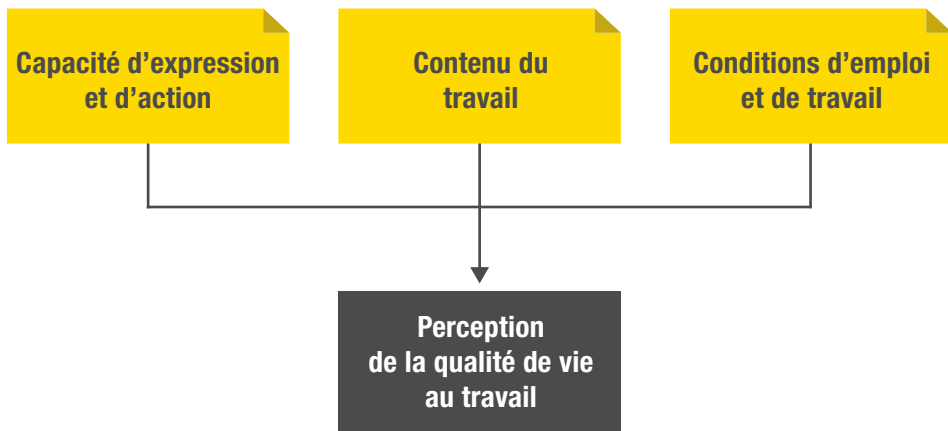 Capacité d’expression
et d’action
Contenu du
travail
Conditions d’emploi
et de travail
Perception
de la qualité de vie
au travail